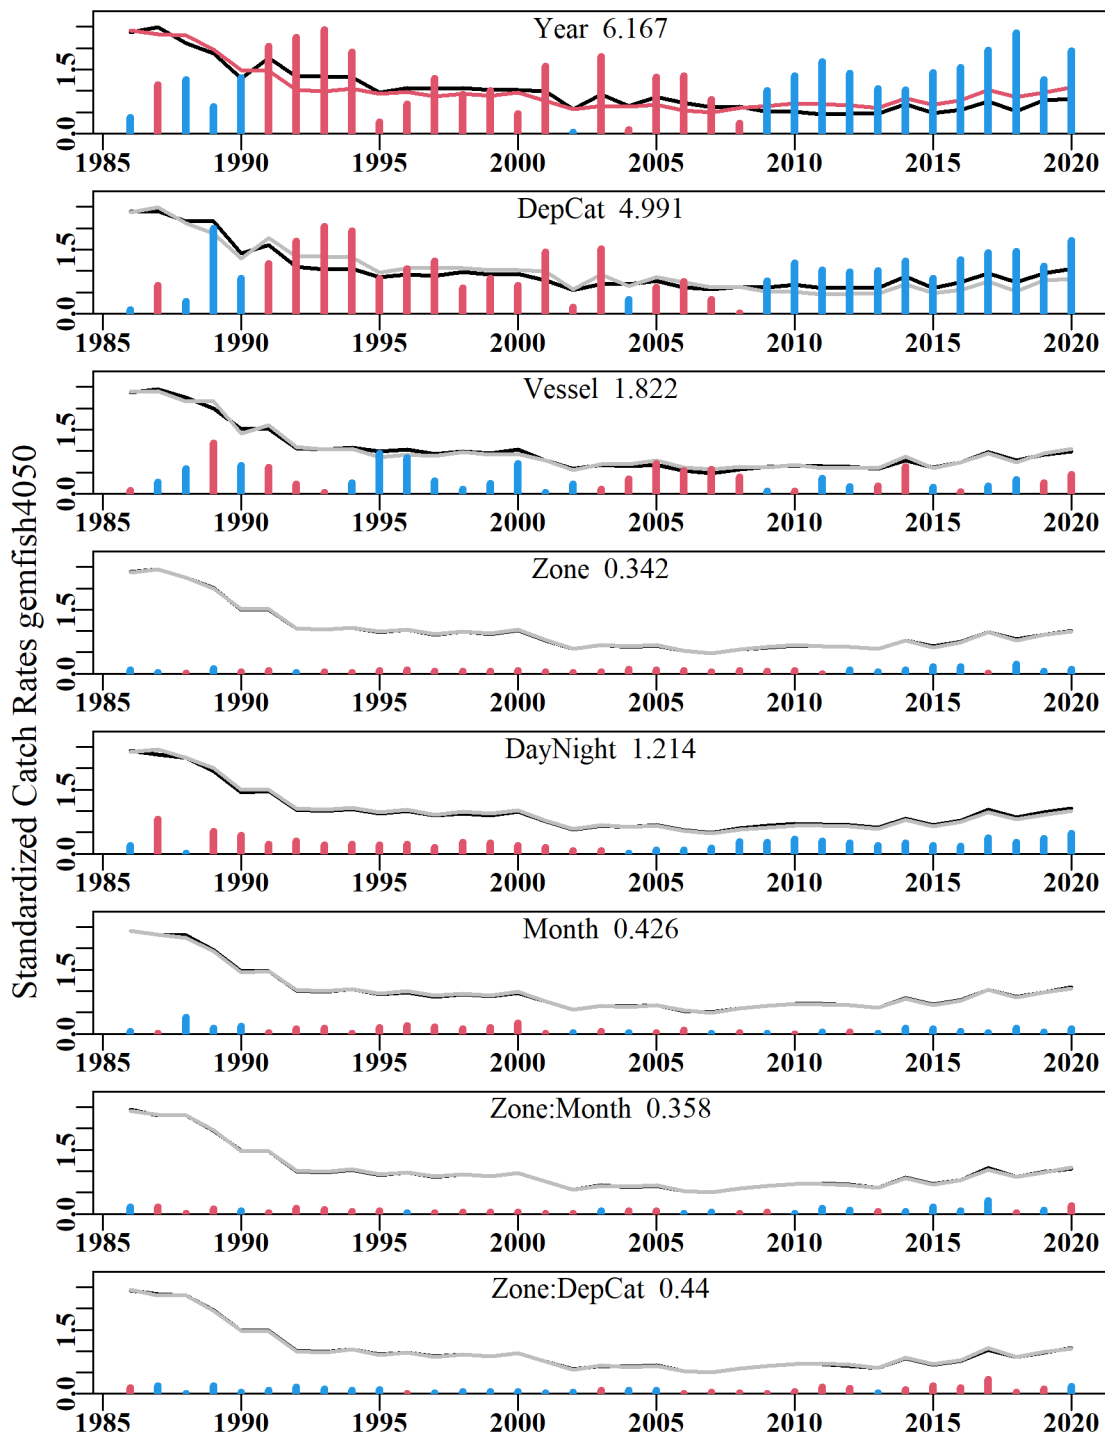 Standardized Catch Rates gemfish4050
Year 6.167
0.0 1.5
1985 1990 1995 2000 2005 2010 2015 2020
DepCat 4.991
0.0 1.5
1985 1990 1995 2000 2005 2010 2015 2020
Vessel 1.822
0.0 1.5
1985 1990 1995 2000 2005 2010 2015 2020
Zone 0.342
0.0 1.5
1985 1990 1995 2000 2005 2010 2015 2020
DayNight 1.214
0.0 1.5
1985 1990 1995 2000 2005 2010 2015 2020
Month 0.426
0.0 1.5
1985 1990 1995 2000 2005 2010 2015 2020
Zone:Month 0.358
0.0 1.5
1985 1990 1995 2000 2005 2010 2015 2020
Zone:DepCat 0.44
0.0 1.5
1985 1990 1995 2000 2005 2010 2015 2020